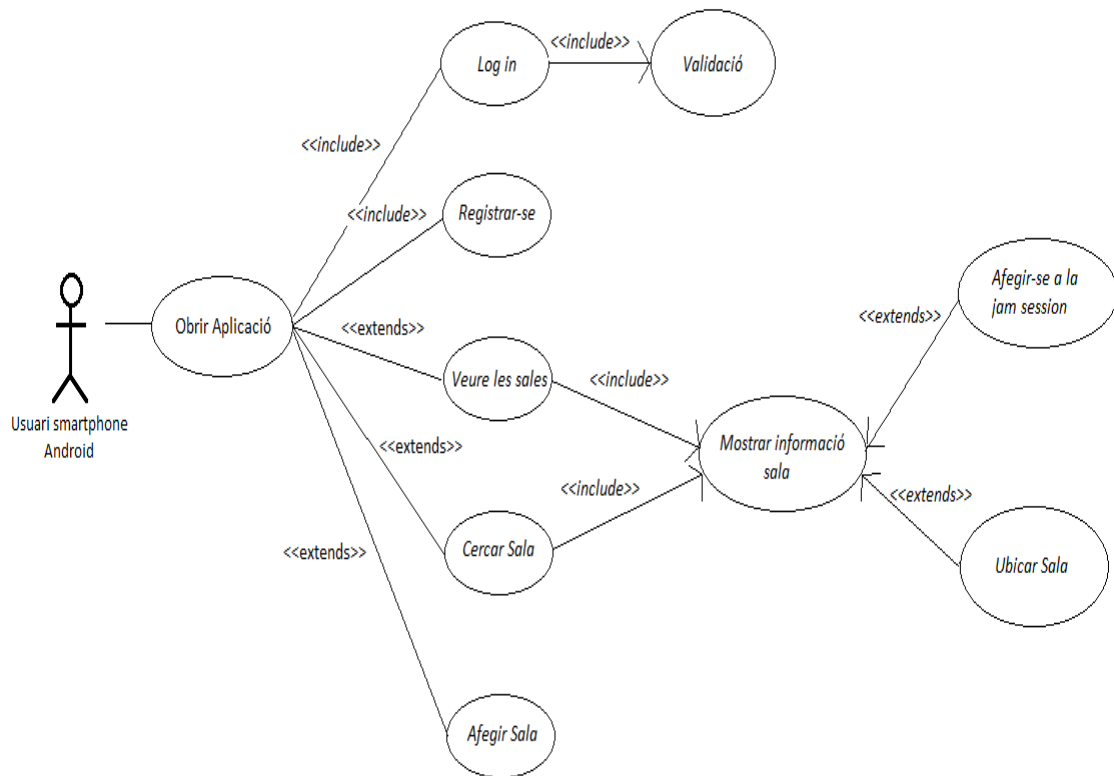 <<include>>
Log in
Validació
<<include>>
<<include>>
Registrar-se
Afegir-se a la
jam session
<<extends>>
Obrir Aplicació
<<extends>>
Veure les sales
<<include>>
Usuari smartphone
Android
<<extends>>
Mostrar informació
sala
<<include>>
<<extends>>
<<extends>>
Cercar Sala
Ubicar Sala
Afegir Sala